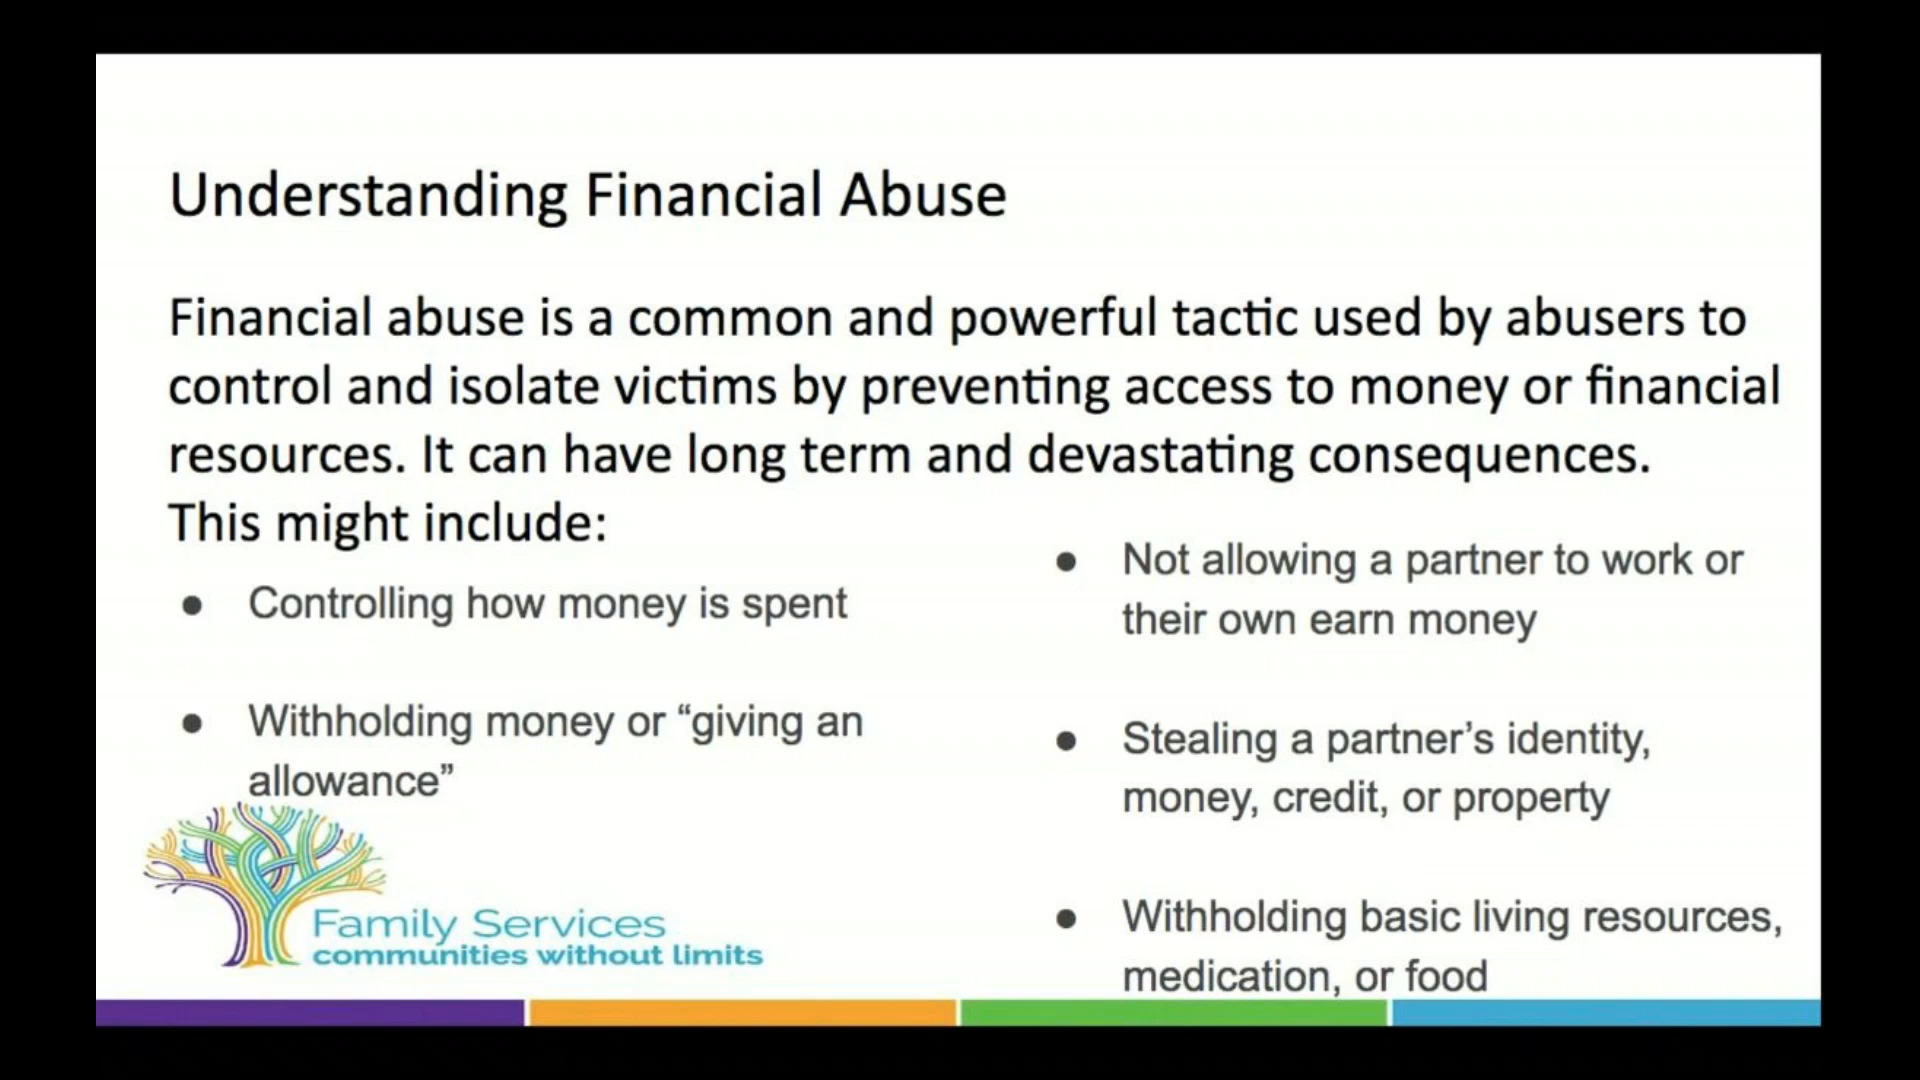 Understanding Financial Abuse
Financial abuse is a common and powerful tactic used by abusers to
control and isolate victims by preventing access to money or financial
resources. It can have long term and devastating consequences.
This might include:
● Controlling how money is spent
● Withholding money or “giving an
allowance”
● Not allowing a partner to work or
their own earn money
● Stealing a partner’s identity,
money, credit, or property
● Withholding basic living resources,
medication, or food
Family Services
communities without limits